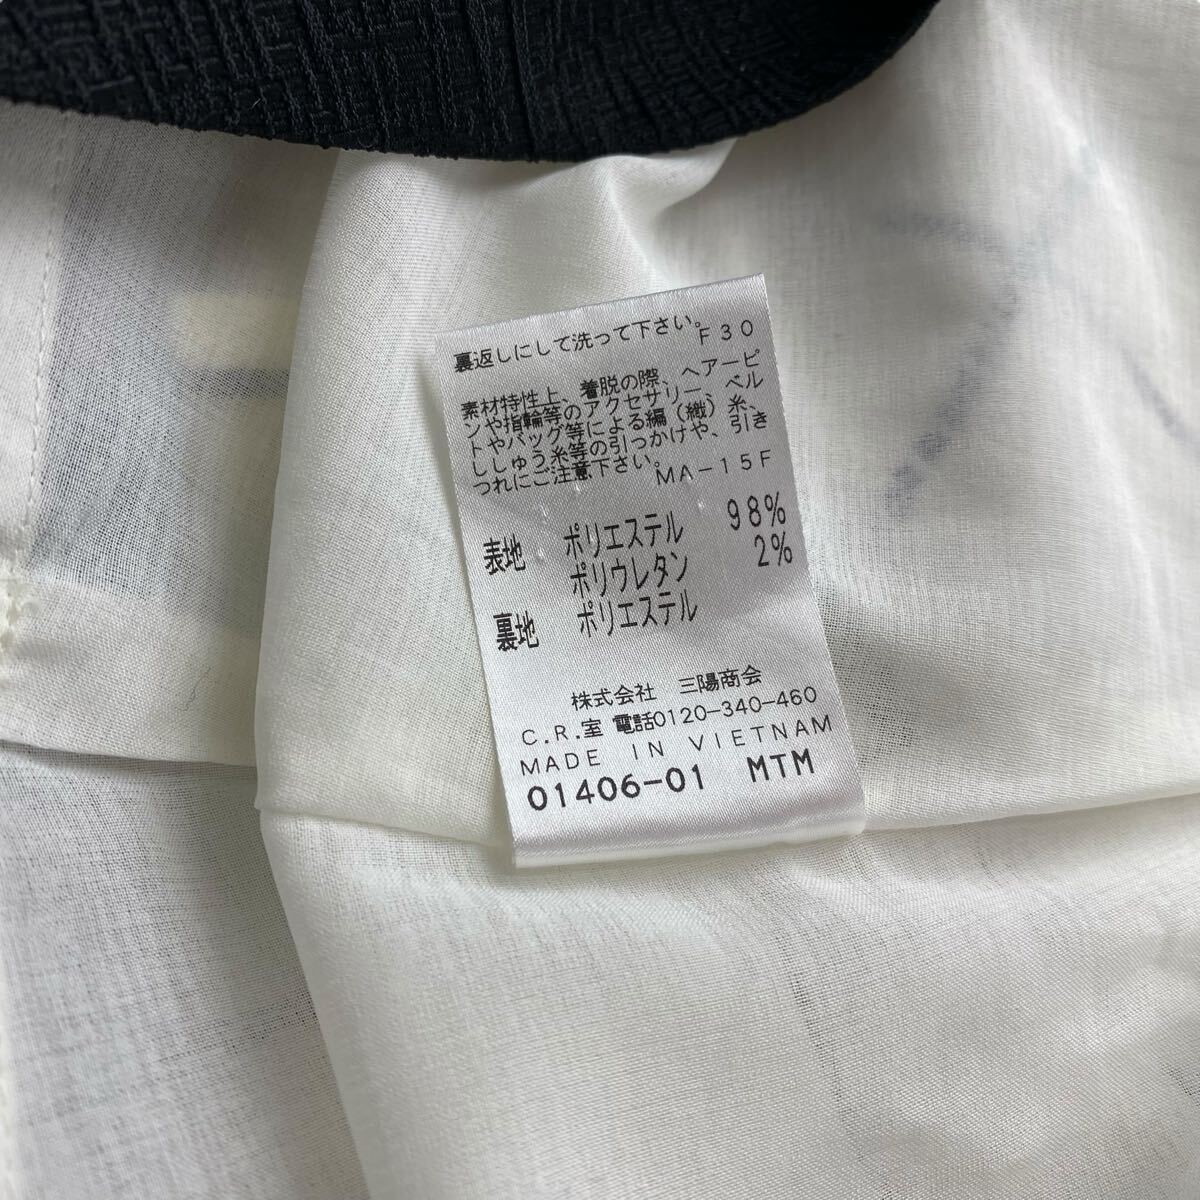 裏返しにして洗って下さい。
F30
素材特性上、着脱の際、ヘアーピ
ンや指輪等のアクセサリー、ベル
トやバッグ等による編（織）糸、
ししゅう糸等の引っかけや、引き
つれにご注意下さい。
MA-15F
表地 ポリエステル 98%
ポリウレタン 2%
裏地 ポリエステル
株式会社 三陽商会
C.R.室 電話0120-340-460
MADE IN VIETNAM
01406-01 MTM